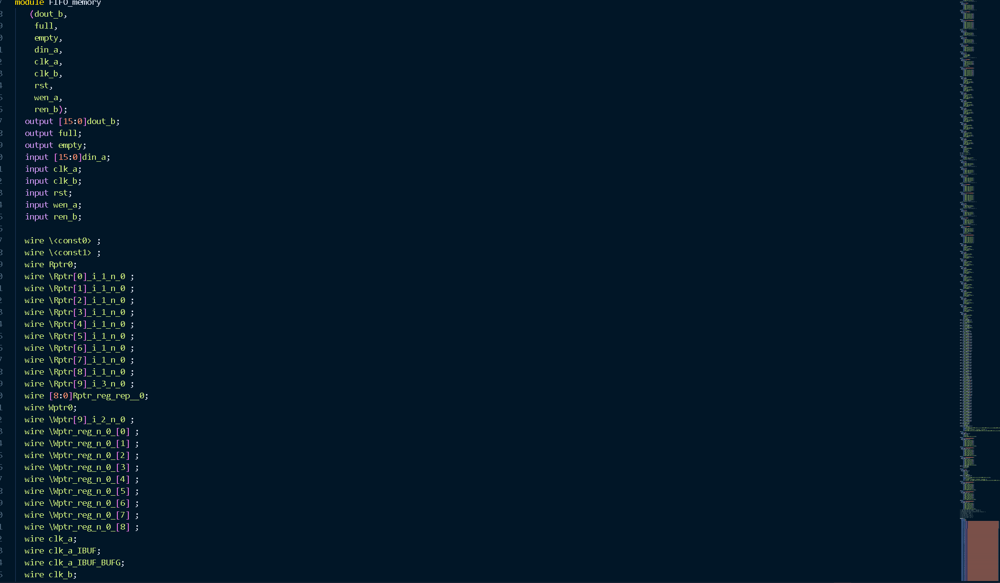 module FIFO_memory
(dout_b,
full,
empty,
din_a,
clk_a,
clk_b,
rst,
wen_a,
ren_b);
output [15:0]dout_b;
output full;
output empty;
input [15:0]din_a;
input clk_a;
input clk_b;
input rst;
input wen_a;
input ren_b;
wire \<const0> ;
wire \<const1> ;
wire Rptr0;
wire \Rptr[0]_i_1_n_0 ;
wire \Rptr[1]_i_1_n_0 ;
wire \Rptr[2]_i_1_n_0 ;
wire \Rptr[3]_i_1_n_0 ;
wire \Rptr[4]_i_1_n_0 ;
wire \Rptr[5]_i_1_n_0 ;
wire \Rptr[6]_i_1_n_0 ;
wire \Rptr[7]_i_1_n_0 ;
wire \Rptr[8]_i_1_n_0 ;
wire \Rptr[9]_i_3_n_0 ;
wire [8:0]Rptr_reg_rep__0;
wire Wptr0;
wire \Wptr[9]_i_2_n_0 ;
wire \Wptr_reg_n_0_[0] ;
wire \Wptr_reg_n_0_[1] ;
wire \Wptr_reg_n_0_[2] ;
wire \Wptr_reg_n_0_[3] ;
wire \Wptr_reg_n_0_[4] ;
wire \Wptr_reg_n_0_[5] ;
wire \Wptr_reg_n_0_[6] ;
wire \Wptr_reg_n_0_[7] ;
wire \Wptr_reg_n_0_[8] ;
wire clk_a;
wire clk_a_IBUF;
wire clk_a_IBUF_BUFG;
wire clk_b;